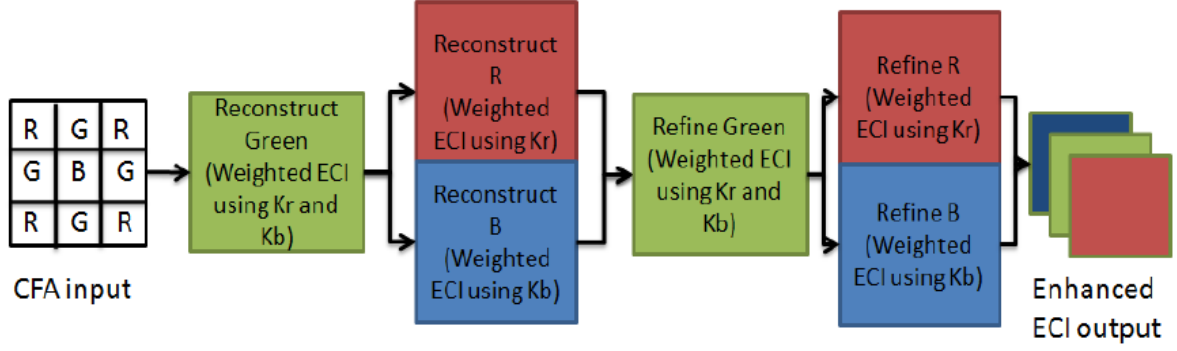 R G R
G B G
R G R
CFA input
Reconstruct
Green
(Weighted ECI
using Kr and
Kb)
Reconstruct
R
(Weighted
ECI using Kr)
Reconstruct
B
(Weighted
ECI using Kb)
Refine Green
(Weighted ECI
using Kr and
Kb)
Refine R
(Weighted
ECI using Kr)
Refine B
(Weighted
ECI using Kb)
Enhanced
ECI output